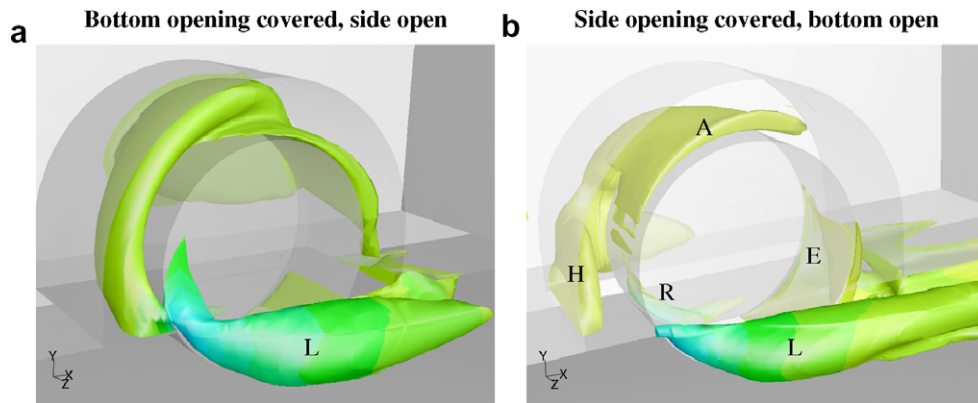 a
Bottom opening covered, side open
b
Side opening covered, bottom open
L
Y
X
Z
A
H
E
R
L
Y
X
Z